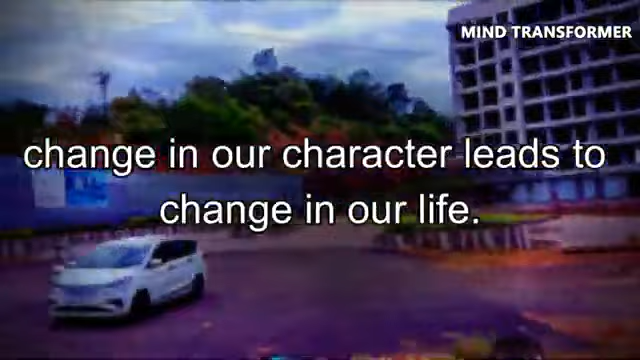 MIND TRANSFORMER
change in our character leads to
change in our life.